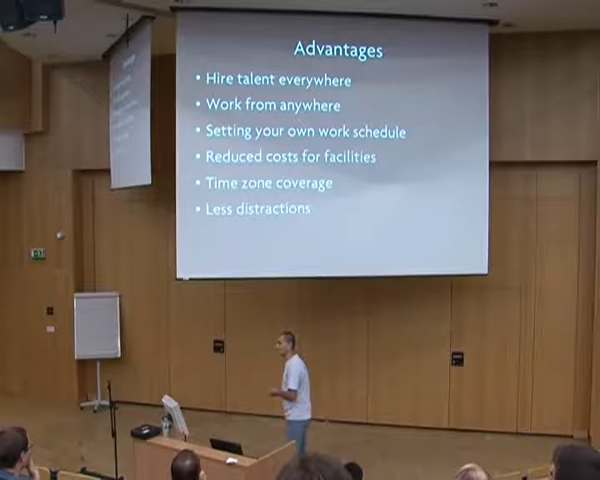 Advantages
• Hire talent everywhere
• Work from anywhere
• Setting your own work schedule
• Reduced costs for facilities
• Time zone coverage
• Less distractions